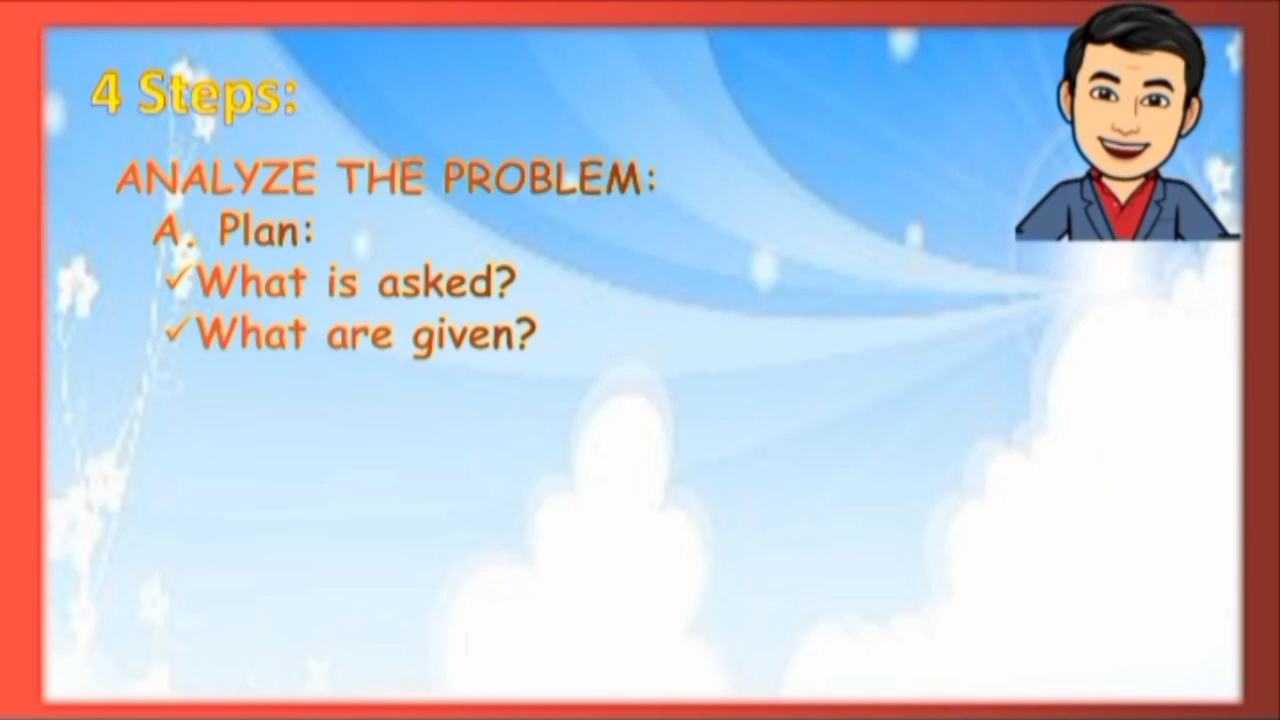 4 Steps:
ANALYZE THE PROBLEM:
A. Plan:
✓What is asked?
✓What are given?